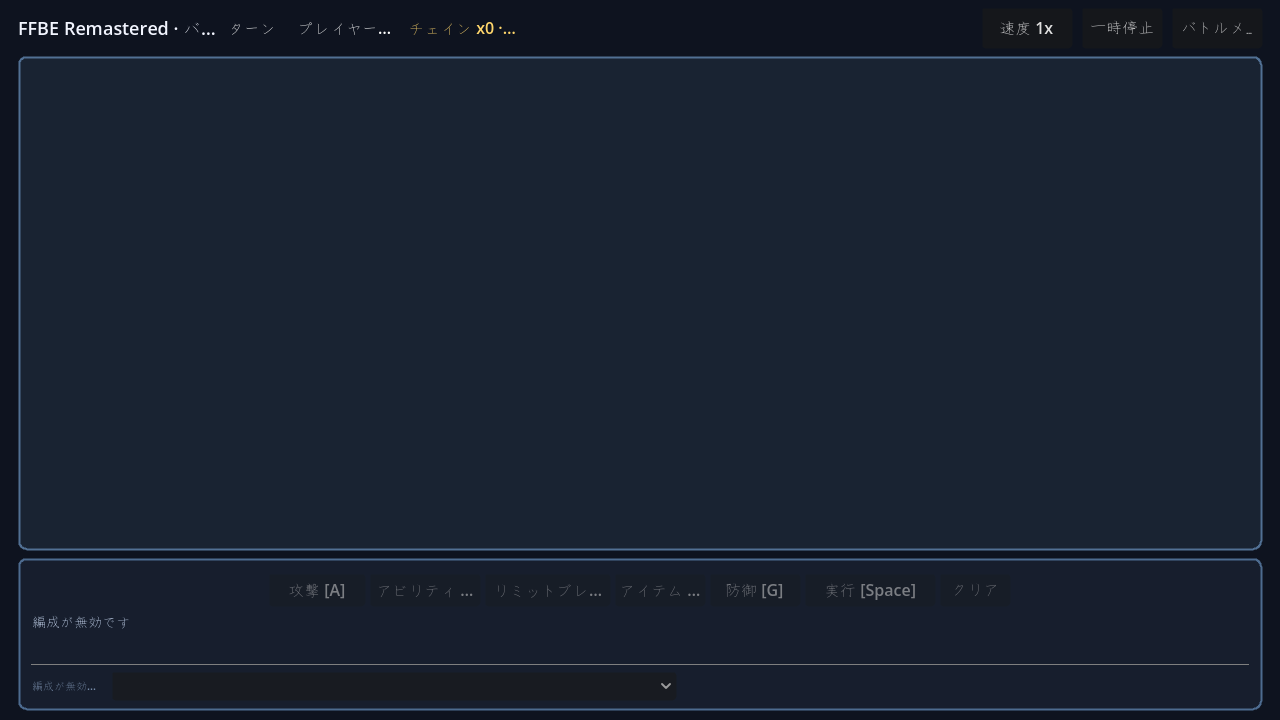 FFBE Remastered · バ...
ターン
プレイヤー...
チェイン x0 ·...
速度 1x
一時停止
バトルメ...
攻撃 [A]
アビリティ ...
リミットブレ...
アイテム ...
防御 [G]
実行 [Space]
クリア
編成が無効です
編成が無効...